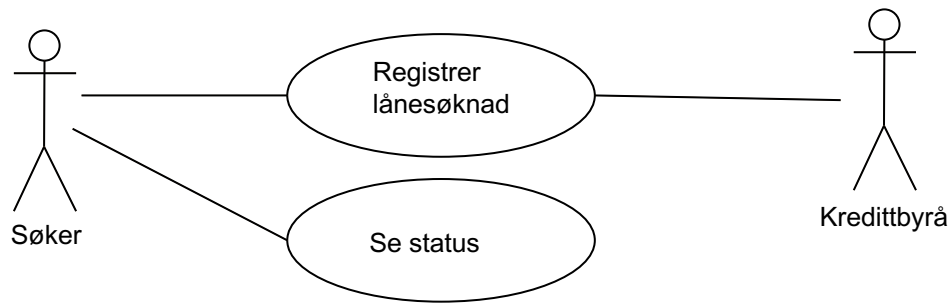 Registrer
lånesøknad
Søker
Kredittbyrå
Se status